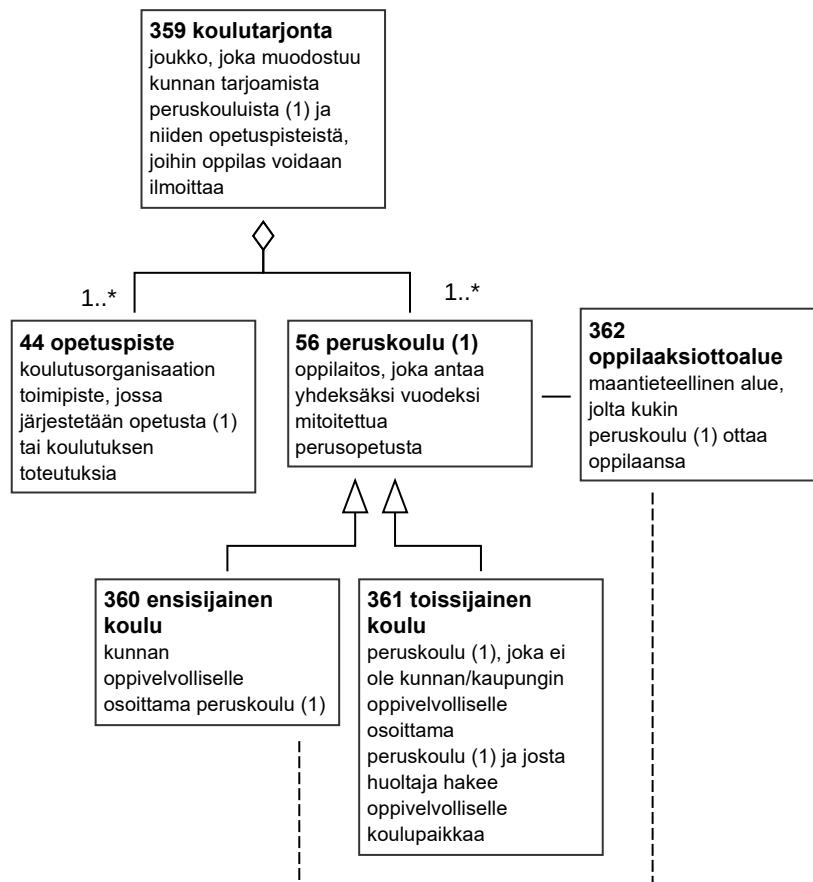 359 koulutarjonta
joukko, joka muodostuu
kunnan tarjoamista
peruskouluista (1) ja
niiden opetuspisteistä,
joihin oppilas voidaan
ilmoittaa
1..*
1..*
44 opetuspiste
koulutusorganisaation
toimipiste, jossa
järjestetään opetusta (1)
tai koulutuksen
toteutuksia
56 peruskoulu (1)
oppilaitos, joka antaa
yhdeksäksi vuodeksi
mitoitettua
perusopetusta
362
oppilaaksiottoalue
maantieteellinen alue,
jolta kukin
peruskoulu (1) ottaa
oppilaansa
360 ensisijainen
koulu
kunnan
oppivelvolliselle
osoittama peruskoulu (1)
361 toissijainen
koulu
peruskoulu (1), joka ei
ole kunnan/kaupungin
oppivelvolliselle
osoittama
peruskoulu (1) ja josta
huoltaja hakee
oppivelvolliselle
koulupaikkaa